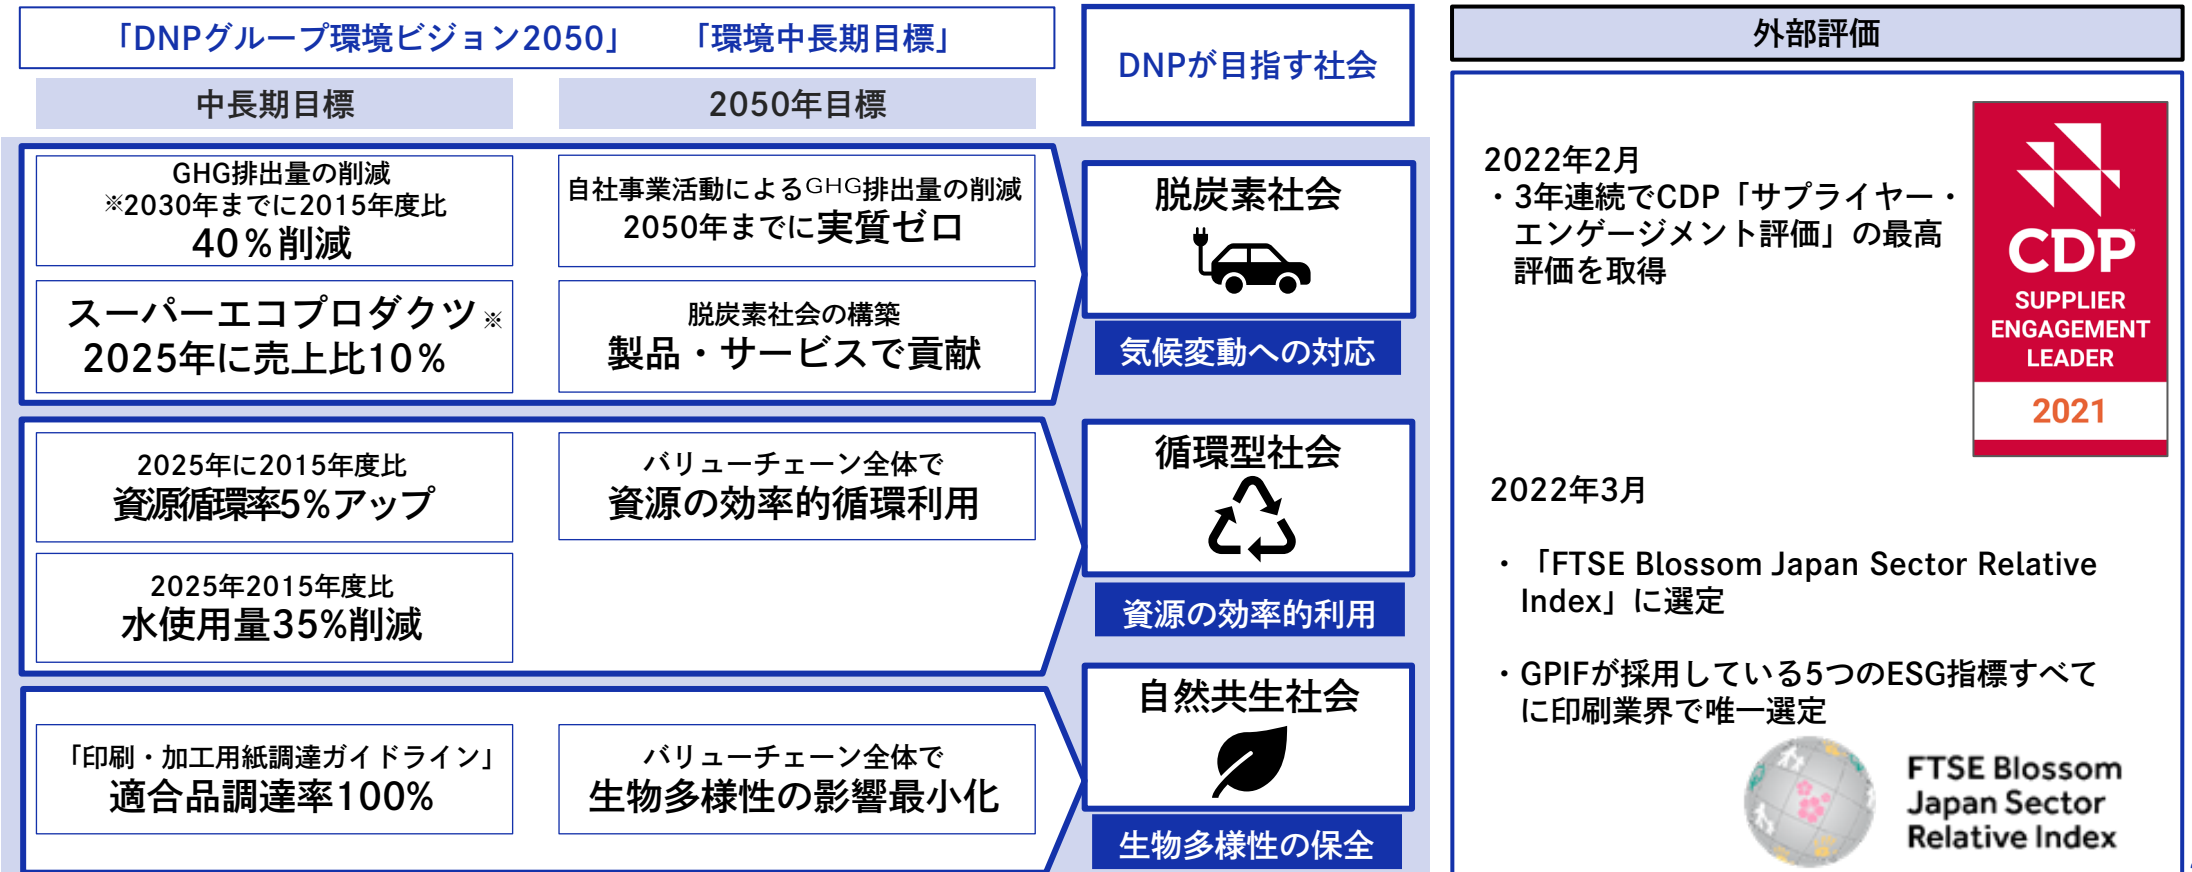 「DNPグループ環境ビジョン2050」 「環境中長期目標」
DNPが目指す社会
中長期目標
2050年目標
GHG排出量の削減
※2030年までに2015年度比
40%削減
自社事業活動によるGHG排出量の削減
2050年までに実質ゼロ
スーパーエコプロダクツ※
2025年に売上比10%
脱炭素社会の構築
製品・サービスで貢献
脱炭素社会
気候変動への対応
2025年に2015年度比
資源循環率5%アップ
バリューチェーン全体で
資源の効率的循環利用
2025年2015年度比
水使用量35%削減
循環型社会
資源の効率的利用
「印刷・加工用紙調達ガイドライン」
適合品調達率100%
バリューチェーン全体で
生物多様性の影響最小化
自然共生社会
生物多様性の保全
外部評価
2022年2月
・3年連続でCDP「サプライヤー・
エンゲージメント評価」の最高
評価を取得
CDP
SUPPLIER
ENGAGEMENT
LEADER
2021
2022年3月
・「FTSE Blossom Japan Sector Relative
Index」に選定
・GPIFが採用している5つのESG指標すべて
に印刷業界で唯一選定
FTSE Blossom
Japan Sector
Relative Index